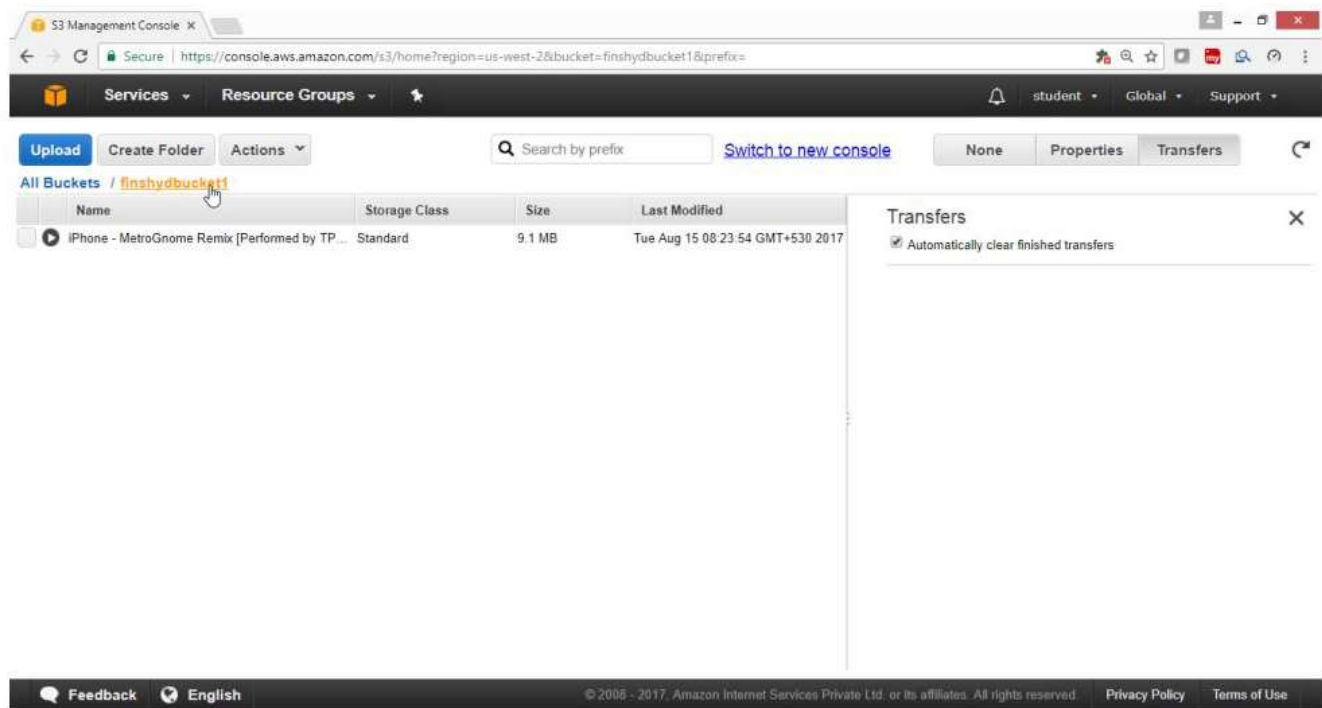 S3 Management Console
Secure https://console.aws.amazon.com/s3/home?region=us-west-2&bucket=finshydbucket1&prefix=
Services Resource Groups student Global Support
Upload Create Folder Actions Search by prefix Switch to new console None Properties Transfers
All Buckets / finshydbucket1
Name Storage Class Size Last Modified
iPhone - MetroGnome Remix [Performed by TP... Standard 9.1 MB Tue Aug 15 08:23:54 GMT+530 2017
Transfers
Automatically clear finished transfers
Feedback English © 2008 - 2017, Amazon Internet Services Private Ltd. or its affiliates. All rights reserved. Privacy Policy Terms of Use